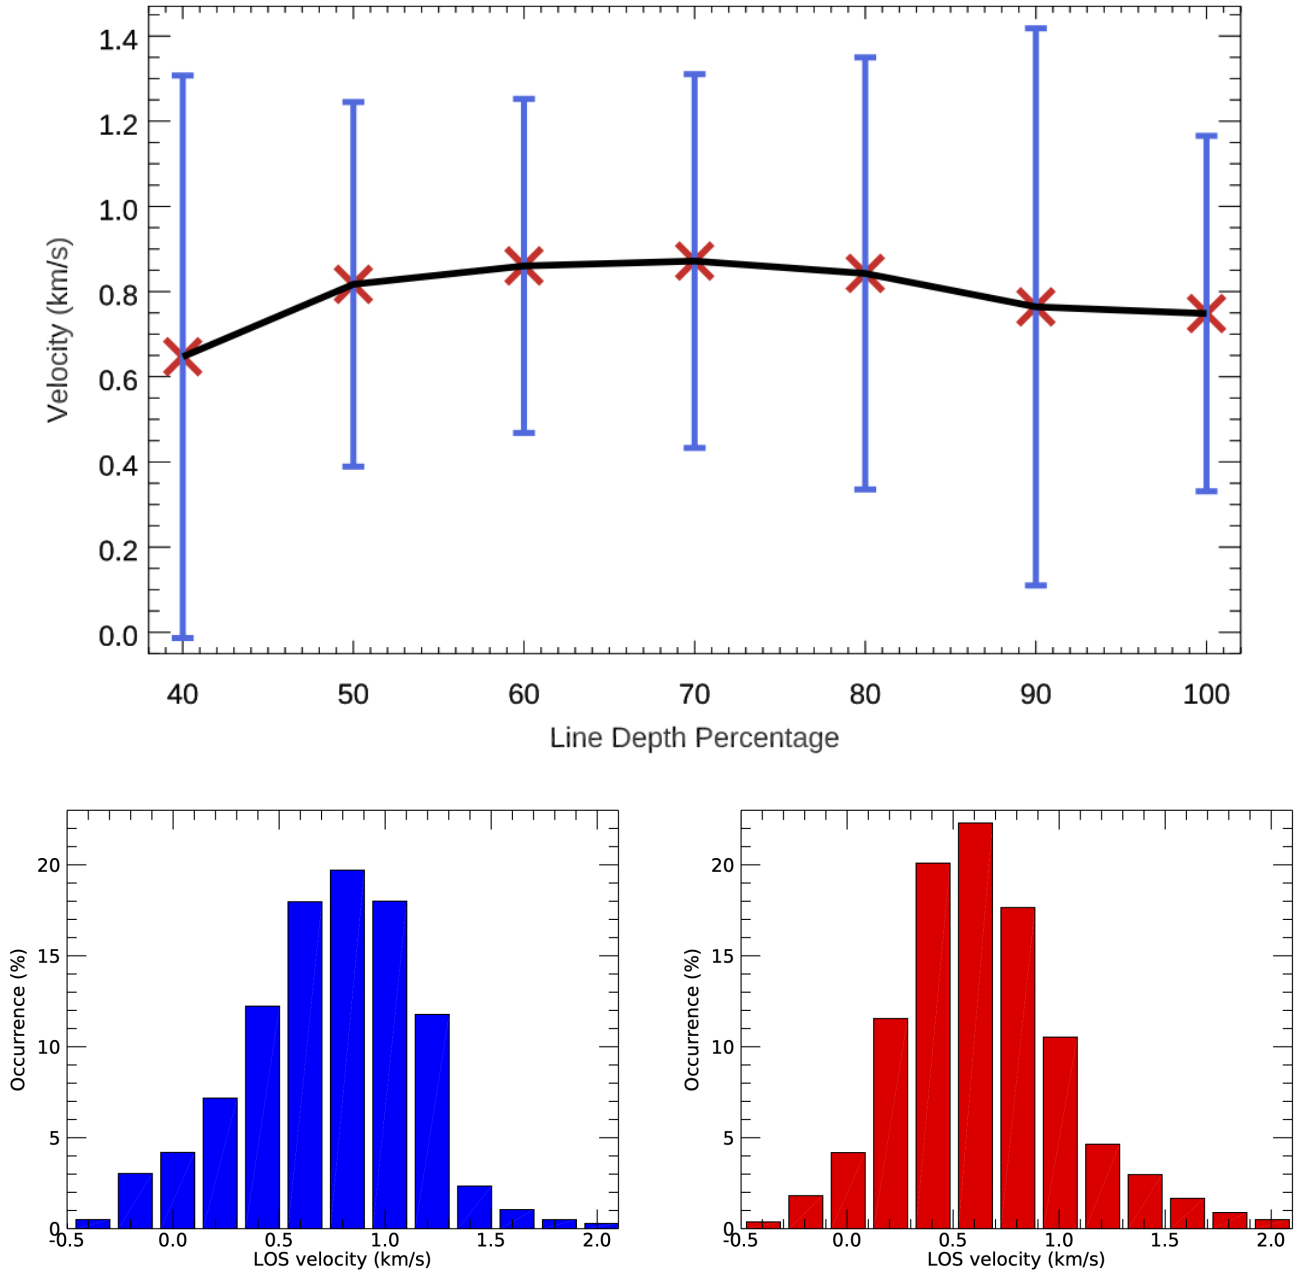 1.4
1.2
1.0
0.8
0.6
0.4
0.2
0.0
Velocity (km/s)
40 50 60 70 80 90 100
Line Depth Percentage
20
15
10
5
0
Occurrence (%)
-0.5 0.0 0.5 1.0 1.5 2.0
LOS velocity (km/s)
20
15
10
5
0
Occurrence (%)
-0.5 0.0 0.5 1.0 1.5 2.0
LOS velocity (km/s)